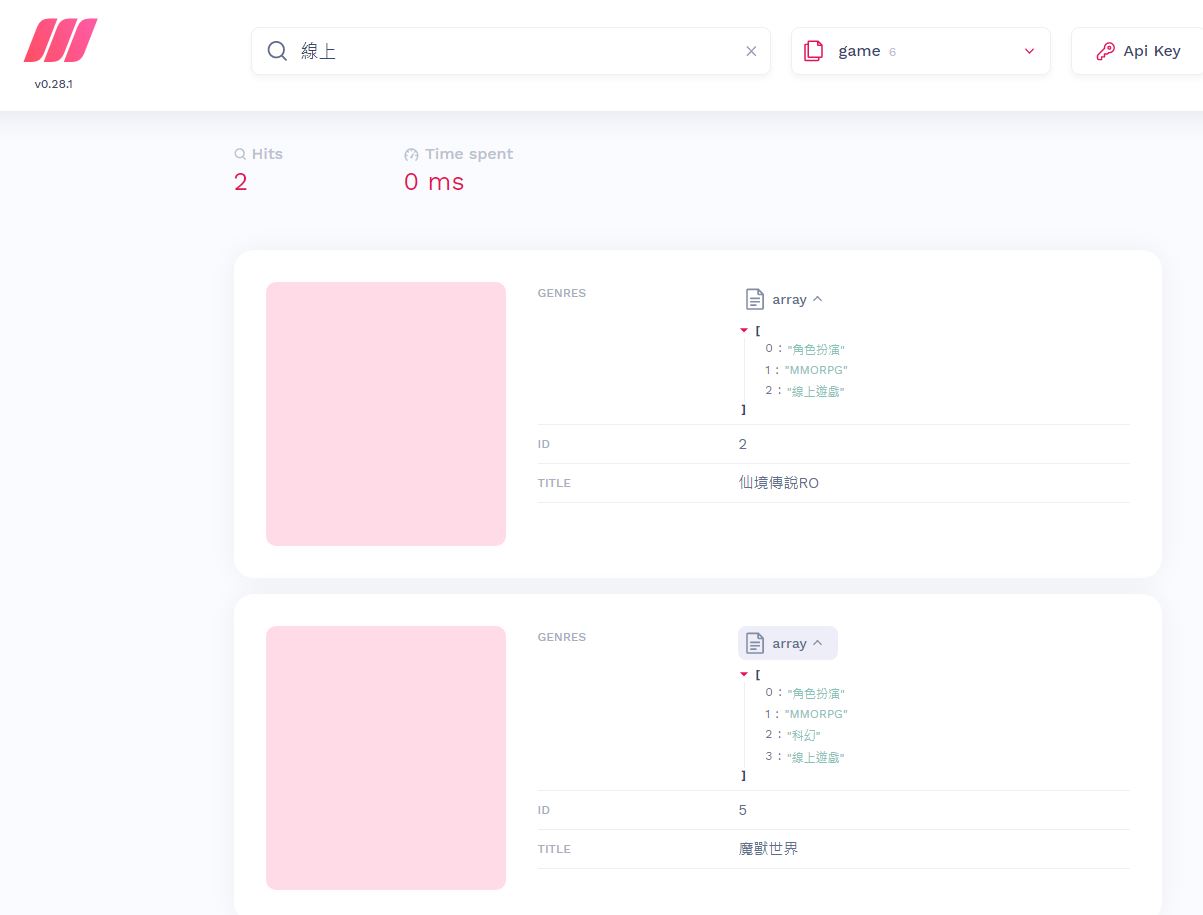 線上
game 6
Api Key
v0.28.1
Hits
Time spent
2
0 ms
GENRES
array
[
0 : "角色扮演"
1 : "MMORPG"
2 : "線上遊戲"
]
ID
2
TITLE
仙境傳說RO
GENRES
array
[
0 : "角色扮演"
1 : "MMORPG"
2 : "科幻"
3 : "線上遊戲"
]
ID
5
TITLE
魔獸世界